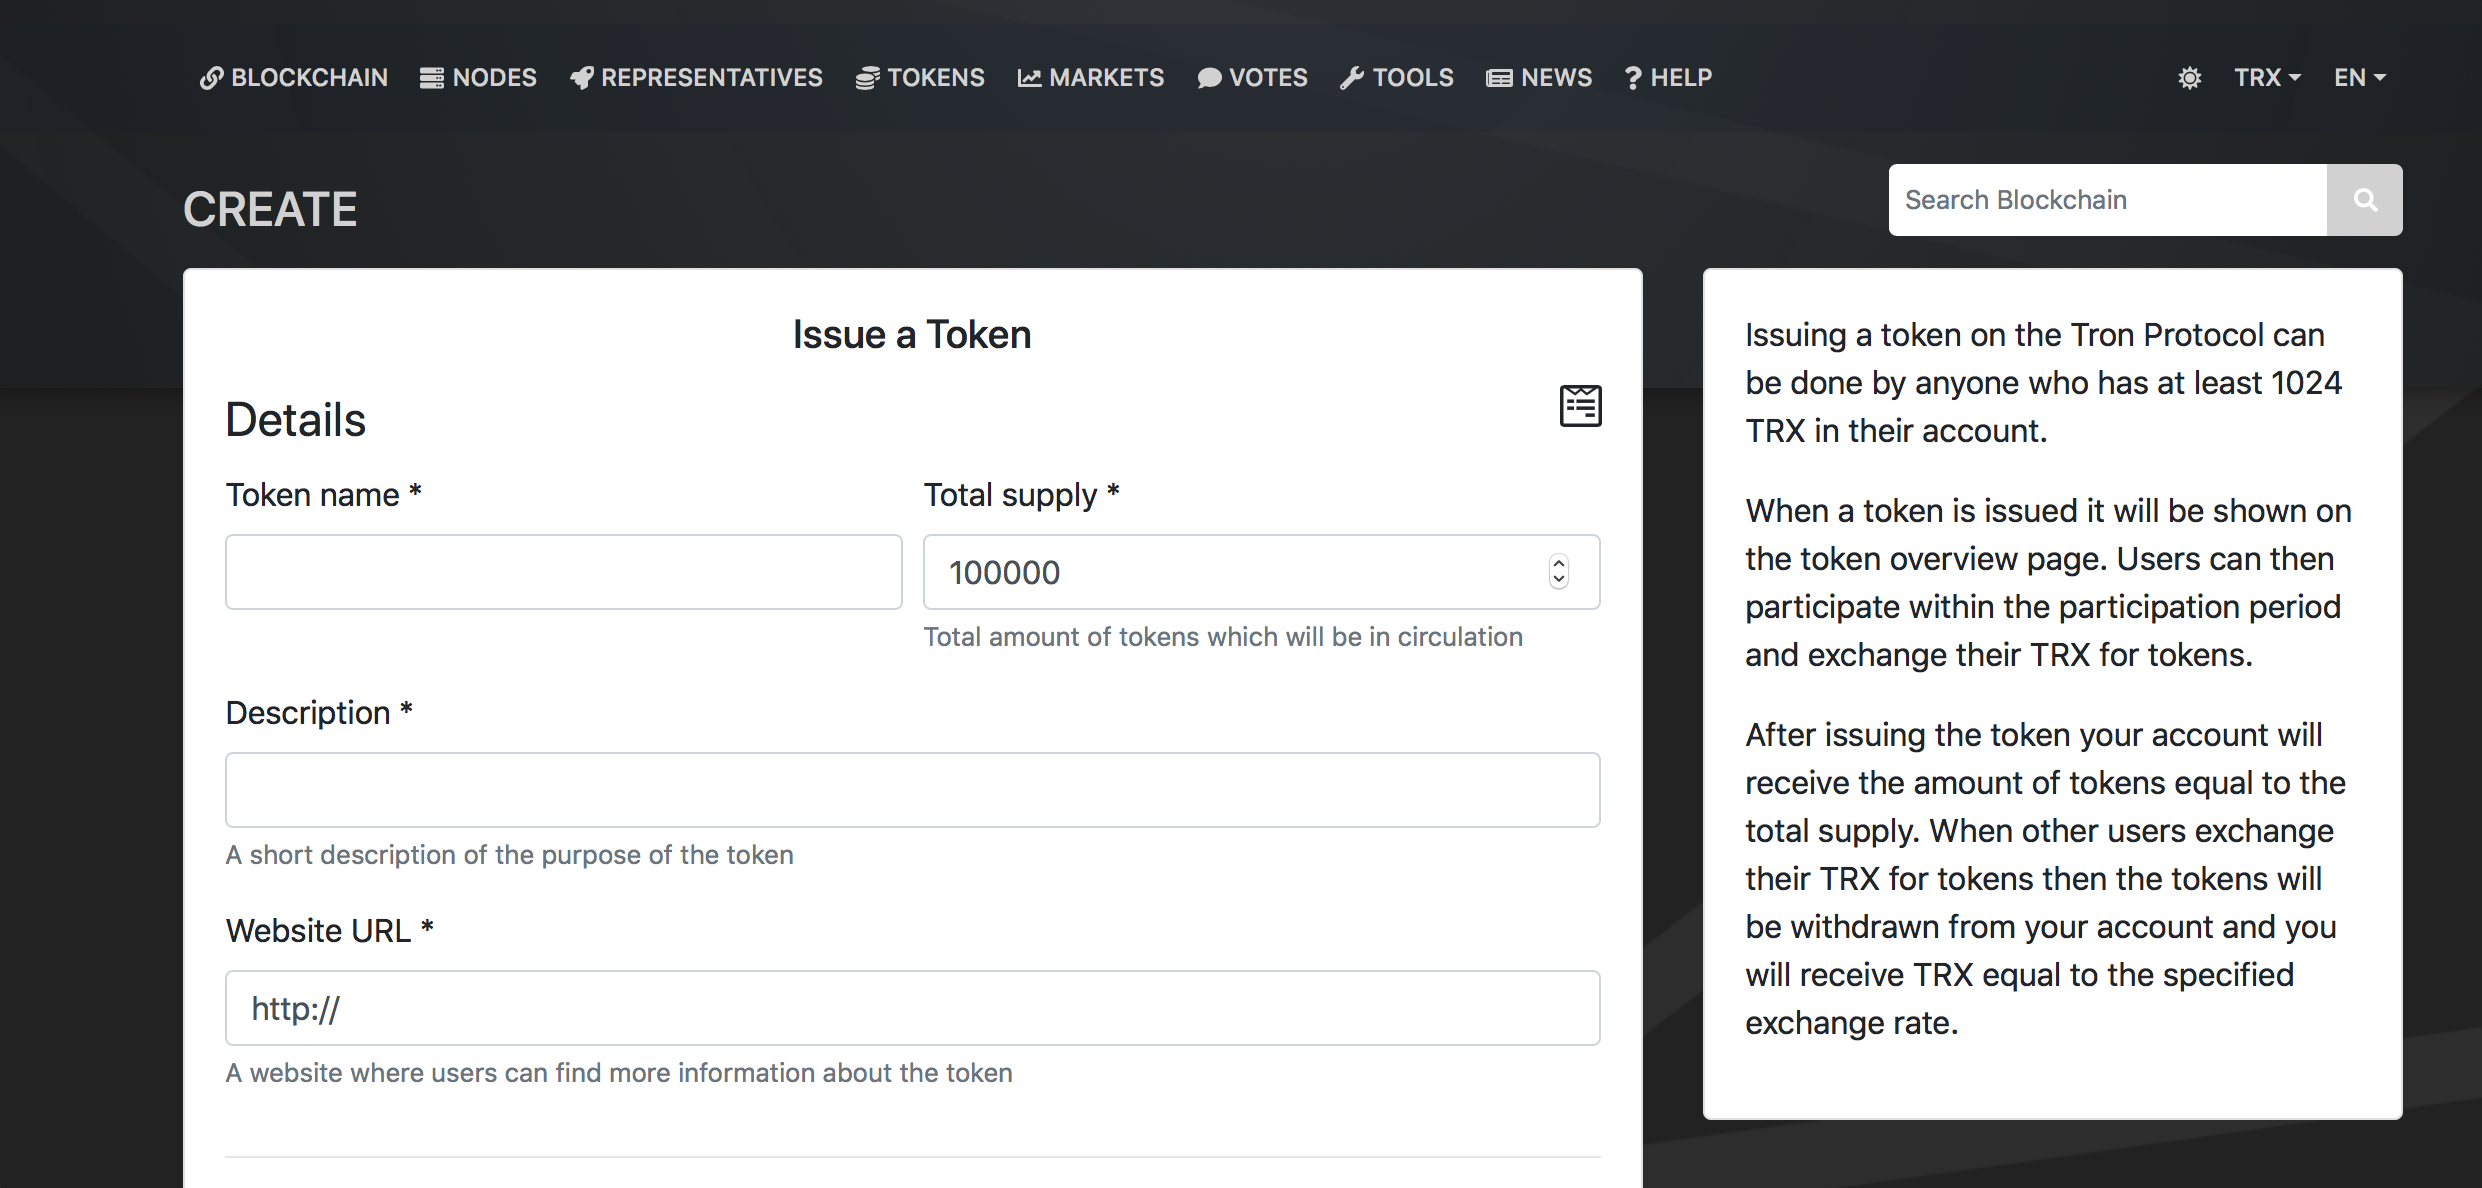 BLOCKCHAIN NODES REPRESENTATIVES TOKENS MARKETS VOTES TOOLS NEWS HELP TRX EN
CREATE
Search Blockchain
Issue a Token
Details
Token name * Total supply *
100000
Total amount of tokens which will be in circulation
Description *
A short description of the purpose of the token
Website URL *
http://
A website where users can find more information about the token
Issuing a token on the Tron Protocol can
be done by anyone who has at least 1024
TRX in their account.
When a token is issued it will be shown on
the token overview page. Users can then
participate within the participation period
and exchange their TRX for tokens.
After issuing the token your account will
receive the amount of tokens equal to the
total supply. When other users exchange
their TRX for tokens then the tokens will
be withdrawn from your account and you
will receive TRX equal to the specified
exchange rate.